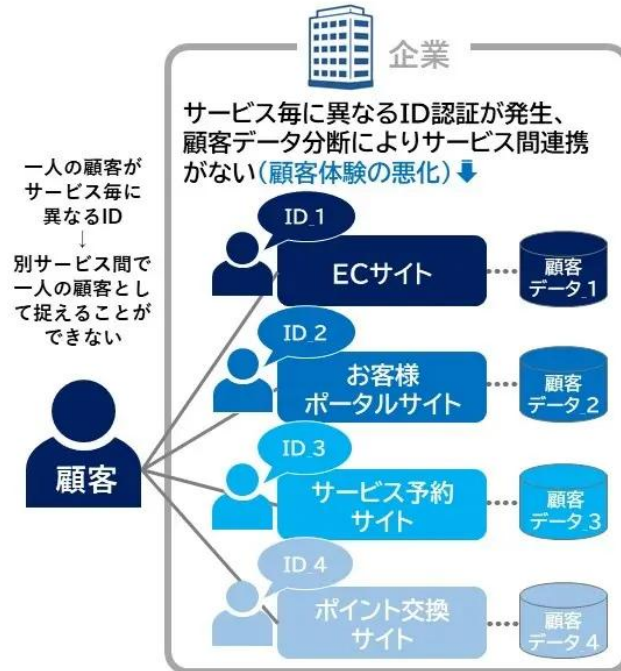 企業
サービス毎に異なるID認証が発生、
顧客データ分断によりサービス間連携
がない(顧客体験の悪化)⬇
一人の顧客が
サービス毎に
異なるID
↓
別サービス間で
一人の顧客として
捉えることが
できない
顧客
ID_1
ECサイト
顧客
データ_1
ID_2
お客様
ポータルサイト
顧客
データ_2
ID_3
サービス予約
サイト
顧客
データ_3
ID_4
ポイント交換
サイト
顧客
データ_4